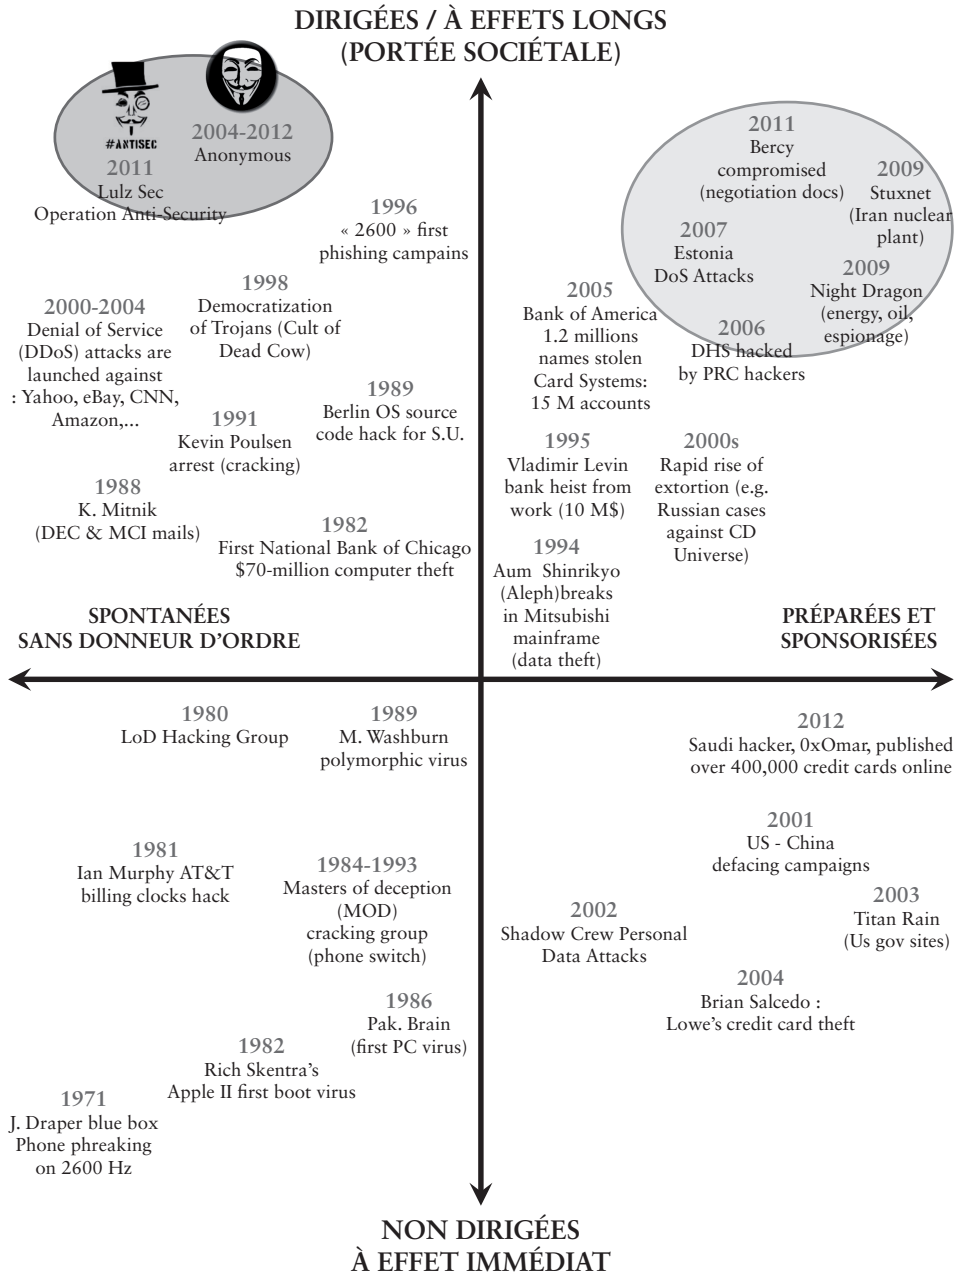 DIRIGÉES / À EFFETS LONGS
(PORTÉE SOCIÉTALE)
#ANTISEC
2011
Lulz Sec
Operation Anti-Security
2004-2012
Anonymous
1996
« 2600 » first
phishing campains
1998
Democratization
of Trojans (Cult of
Dead Cow)
2000-2004
Denial of Service
(DDoS) attacks are
launched against
: Yahoo, eBay, CNN,
Amazon,...
1989
Berlin OS source
code hack for S.U.
1991
Kevin Poulsen
arrest (cracking)
1988
K. Mitnik
(DEC & MCI mails)
1982
First National Bank of Chicago
$70-million computer theft
2011
Bercy
compromised
(negotiation docs)
2009
Stuxnet
(Iran nuclear
plant)
2007
Estonia
DoS Attacks
2009
Night Dragon
(energy, oil,
espionage)
2005
Bank of America
1.2 millions
names stolen
Card Systems:
15 M accounts
2006
DHS hacked
by PRC hackers
1995
Vladimir Levin
bank heist from
work (10 M$)
2000s
Rapid rise of
extortion (e.g.
Russian cases
against CD
Universe)
1994
Aum Shinrikyo
(Aleph)breaks
in Mitsubishi
mainframe
(data theft)
SPONTANÉES
SANS DONNEUR D'ORDRE
PRÉPARÉES ET
SPONSORISÉES
1980
LoD Hacking Group
1989
M. Washburn
polymorphic virus
1981
Ian Murphy AT&T
billing clocks hack
1984-1993
Masters of deception
(MOD)
cracking group
(phone switch)
1986
Pak. Brain
(first PC virus)
1982
Rich Skentra's
Apple II first boot virus
1971
J. Draper blue box
Phone phreaking
on 2600 Hz
2012
Saudi hacker, 0xOmar, published
over 400,000 credit cards online
2001
US - China
defacing campaigns
2003
Titan Rain
(Us gov sites)
2002
Shadow Crew Personal
Data Attacks
2004
Brian Salcedo :
Lowe's credit card theft
NON DIRIGÉES
À EFFET IMMÉDIAT